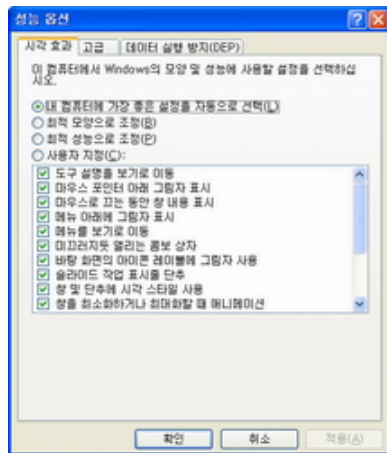 성능 옵션
시각 효과 고급 데이터 실행 방지(DEP)
이 컴퓨터에서 Windows의 모양 및 성능에 사용할 설정을 선택하십
시오.
내 컴퓨터에 가장 좋은 설정을 자동으로 선택(L)
최적 모양으로 조정(B)
최적 성능으로 조정(P)
사용자 지정(C):
도구 설명을 보기로 이동
마우스 포인터 아래 그림자 표시
마우스로 끄는 동안 창 내용 표시
메뉴 아래에 그림자 표시
메뉴를 보기로 이동
미끄러지듯 열리는 콤보 상자
바탕 화면의 아이콘 레이블에 그림자 사용
슬라이드 작업 표시줄 단추
창 및 단추에 시각 스타일 사용
창을 최소화하거나 최대화할 때 애니메이션
확인 취소 적용(A)